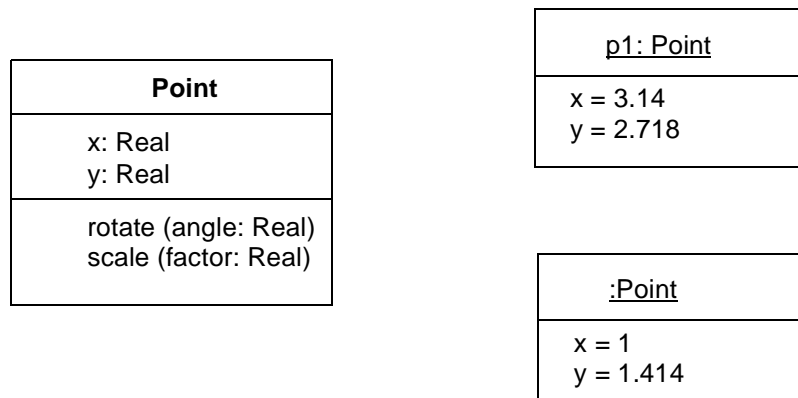 Point
x: Real
y: Real
rotate (angle: Real)
scale (factor: Real)
p1: Point
x = 3.14
y = 2.718
:Point
x = 1
y = 1.414